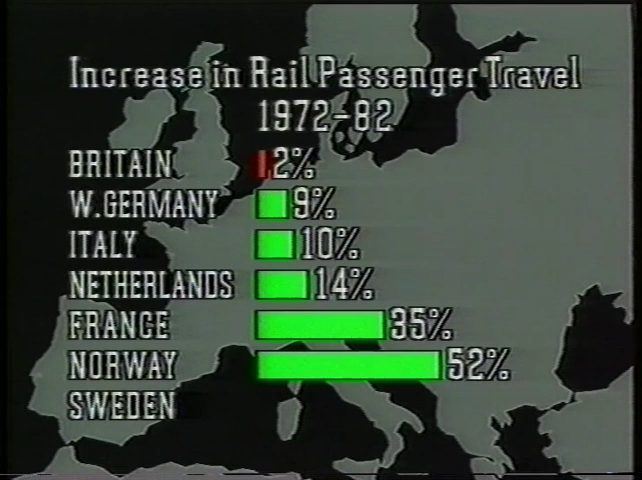 Increase in Rail Passenger Travel
1972-82
BRITAIN 2%
W.GERMANY 9%
ITALY 10%
NETHERLANDS 14%
FRANCE 35%
NORWAY 52%
SWEDEN